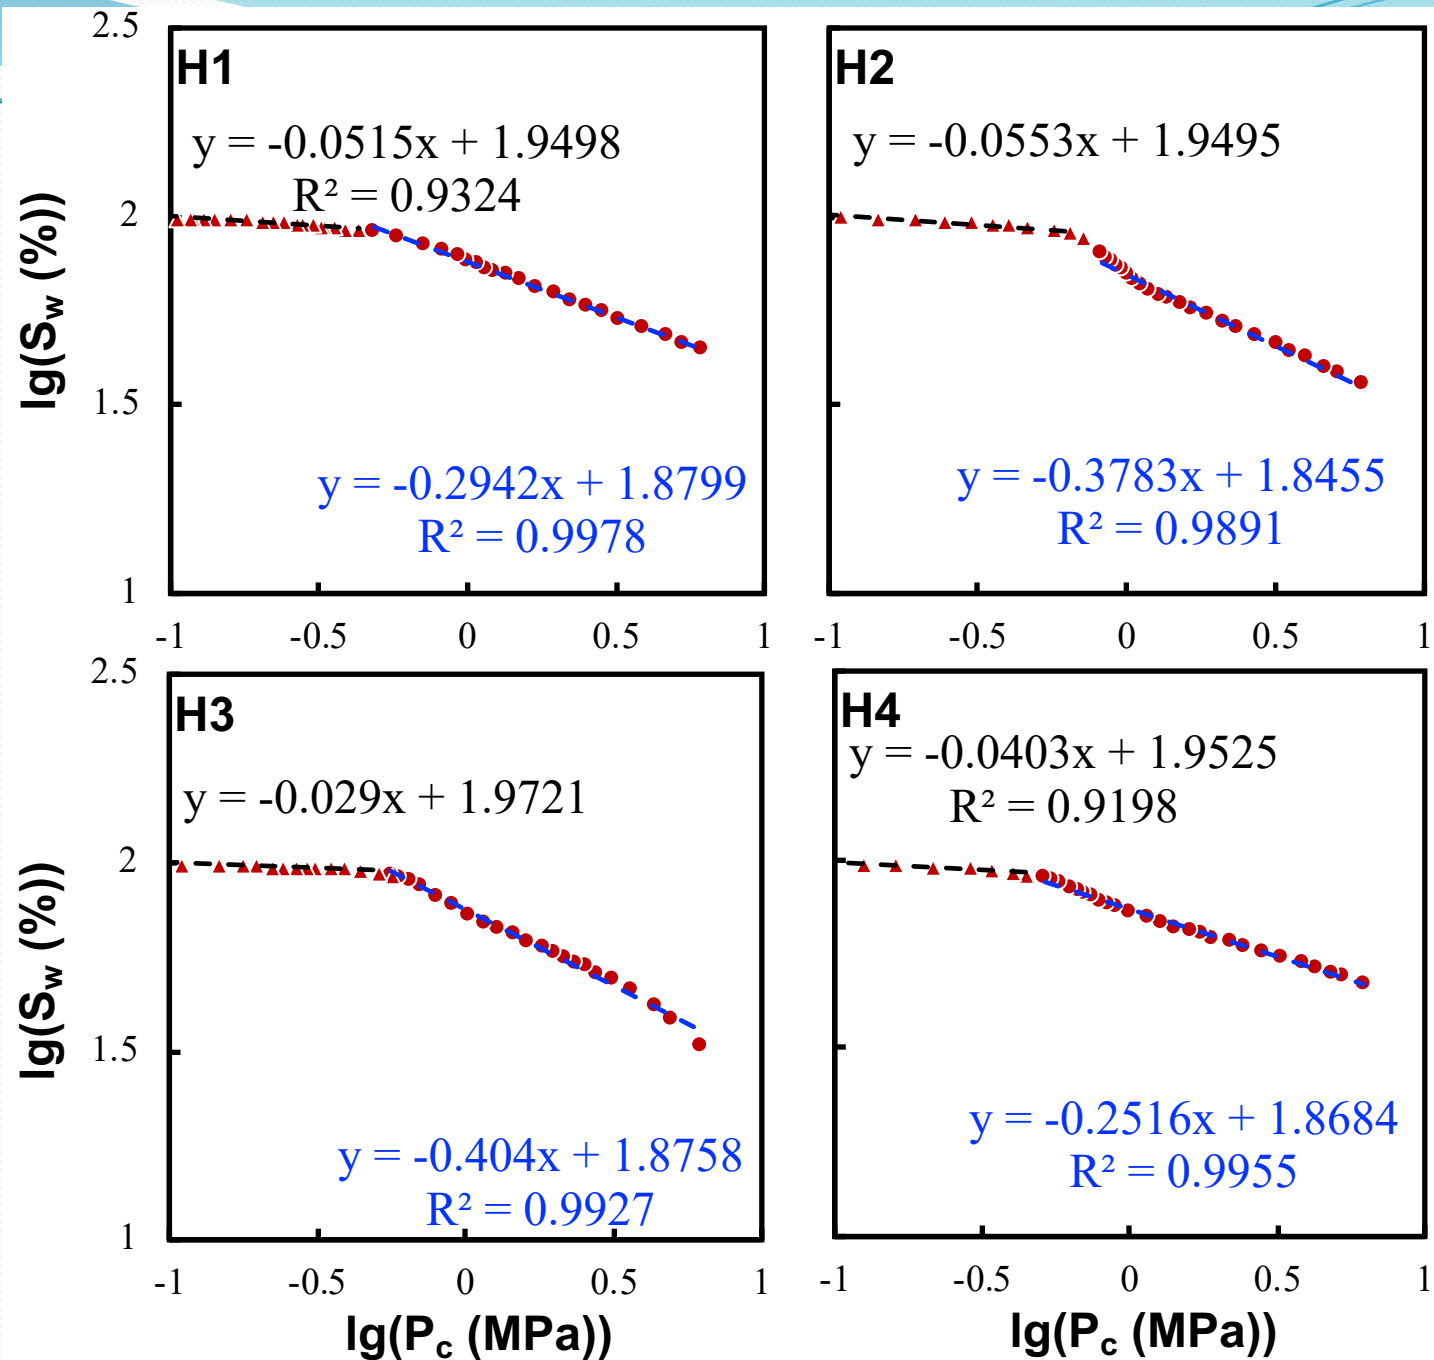 2.5
H1
y = -0.0515x + 1.9498
R² = 0.9324
2
lg(S_w (%))
1.5
y = -0.2942x + 1.8799
R² = 0.9978
1
-1 -0.5 0 0.5 1
H2
y = -0.0553x + 1.9495
y = -0.3783x + 1.8455
R² = 0.9891
-1 -0.5 0 0.5 1
2.5
H3
y = -0.029x + 1.9721
2
lg(S_w (%))
1.5
y = -0.404x + 1.8758
R² = 0.9927
1
-1 -0.5 0 0.5 1
lg(P_c (MPa))
H4
y = -0.0403x + 1.9525
R² = 0.9198
y = -0.2516x + 1.8684
R² = 0.9955
-1 -0.5 0 0.5 1
lg(P_c (MPa))